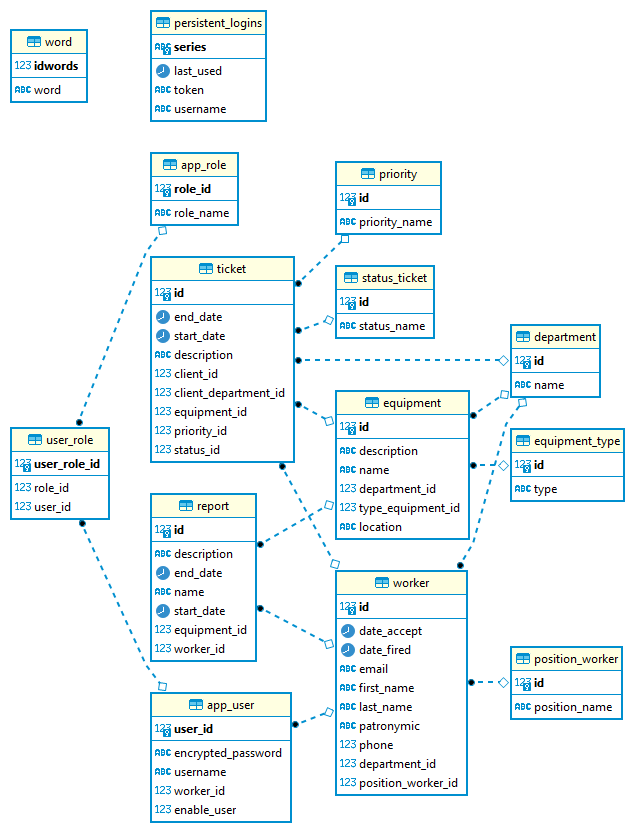 word
123 idwords
ABC word
persistent_logins
ABC series
last_used
ABC token
ABC username
app_role
123 role_id
ABC role_name
priority
123 id
ABC priority_name
ticket
123 id
end_date
start_date
ABC description
123 client_id
123 client_department_id
123 equipment_id
123 priority_id
123 status_id
status_ticket
123 id
ABC status_name
department
123 id
ABC name
equipment
123 id
ABC description
ABC name
123 department_id
123 type_equipment_id
ABC location
equipment_type
123 id
ABC type
user_role
123 user_role_id
123 role_id
123 user_id
report
123 id
ABC description
end_date
ABC name
start_date
123 equipment_id
123 worker_id
worker
123 id
date_accept
date_fired
ABC email
ABC first_name
ABC last_name
ABC patronymic
123 phone
123 department_id
123 position_worker_id
position_worker
123 id
ABC position_name
app_user
123 user_id
ABC encrypted_password
ABC username
123 worker_id
123 enable_user